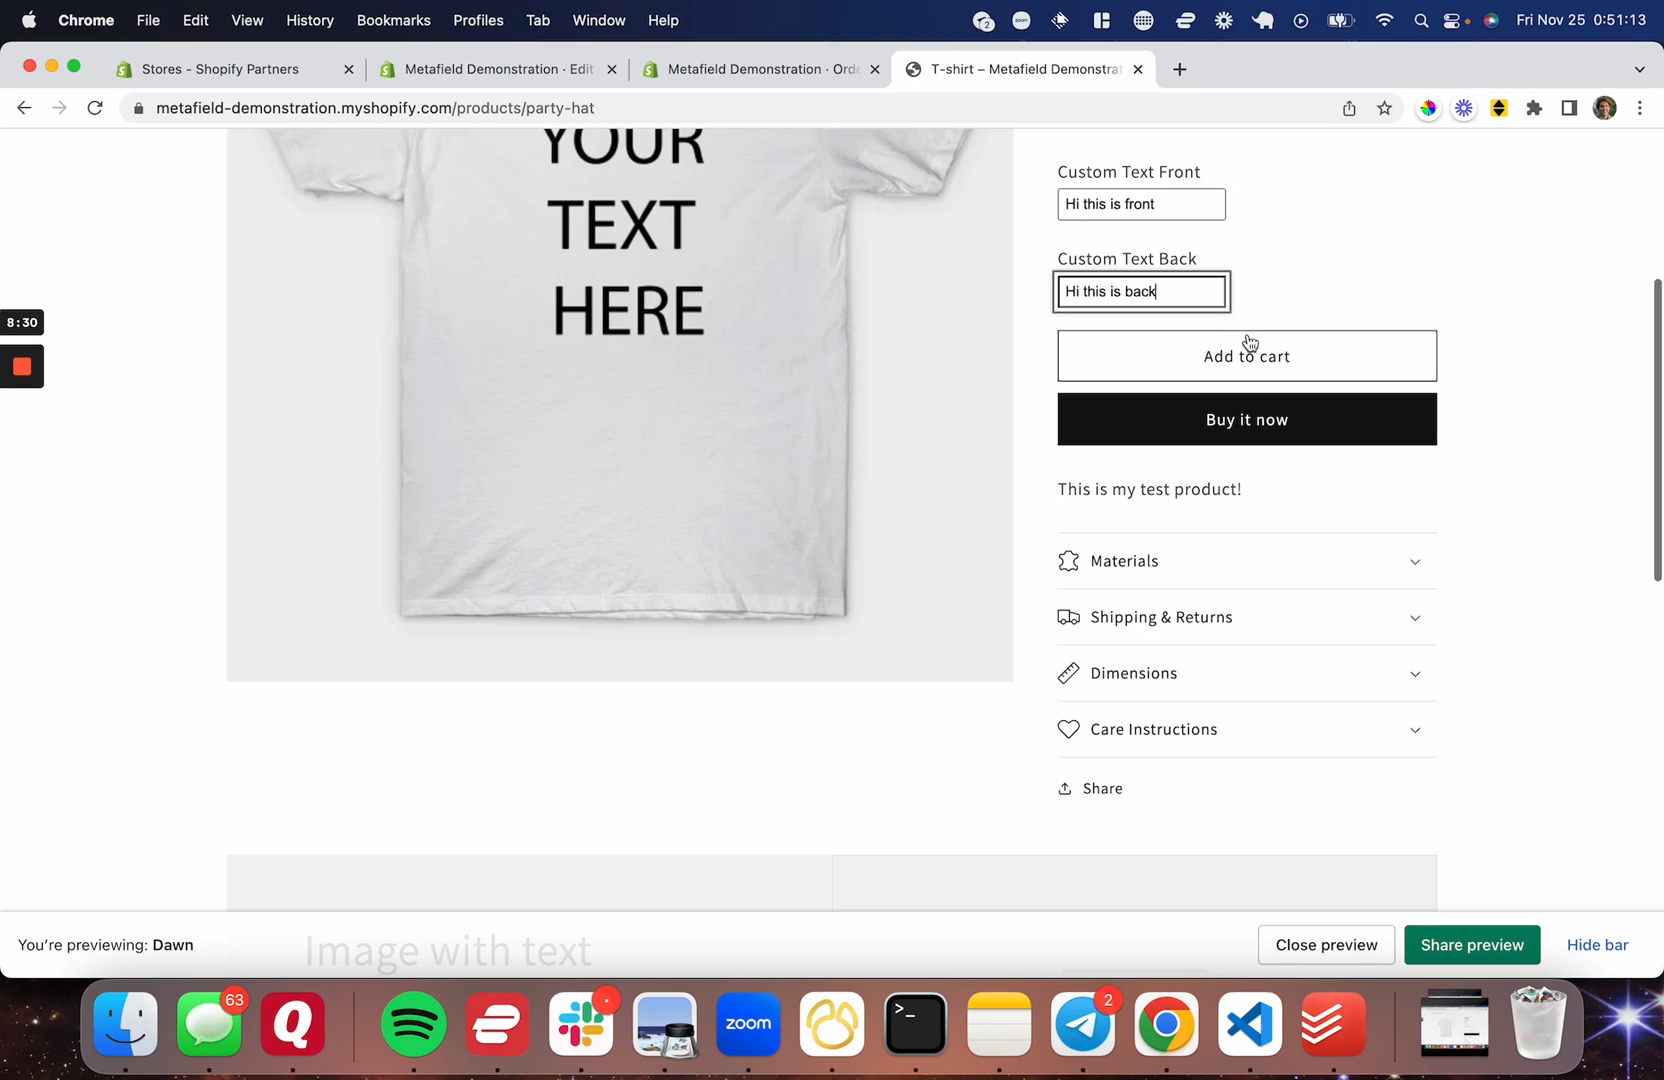 Chrome File Edit View History Bookmarks Profiles Tab Window Help
2
zoom
Fri Nov 25 0:51:13
Stores - Shopify Partners
Metafield Demonstration · Edit
Metafield Demonstration · Orde
T-shirt – Metafield Demonstrat
metafield-demonstration.myshopify.com/products/party-hat
YOUR
TEXT
HERE
8:30
Custom Text Front
Hi this is front
Custom Text Back
Hi this is back
Add to cart
Buy it now
This is my test product!
Materials
Shipping & Returns
Dimensions
Care Instructions
Share
Image with text
You're previewing: Dawn
Close preview
Share preview
Hide bar
63
zoom
2